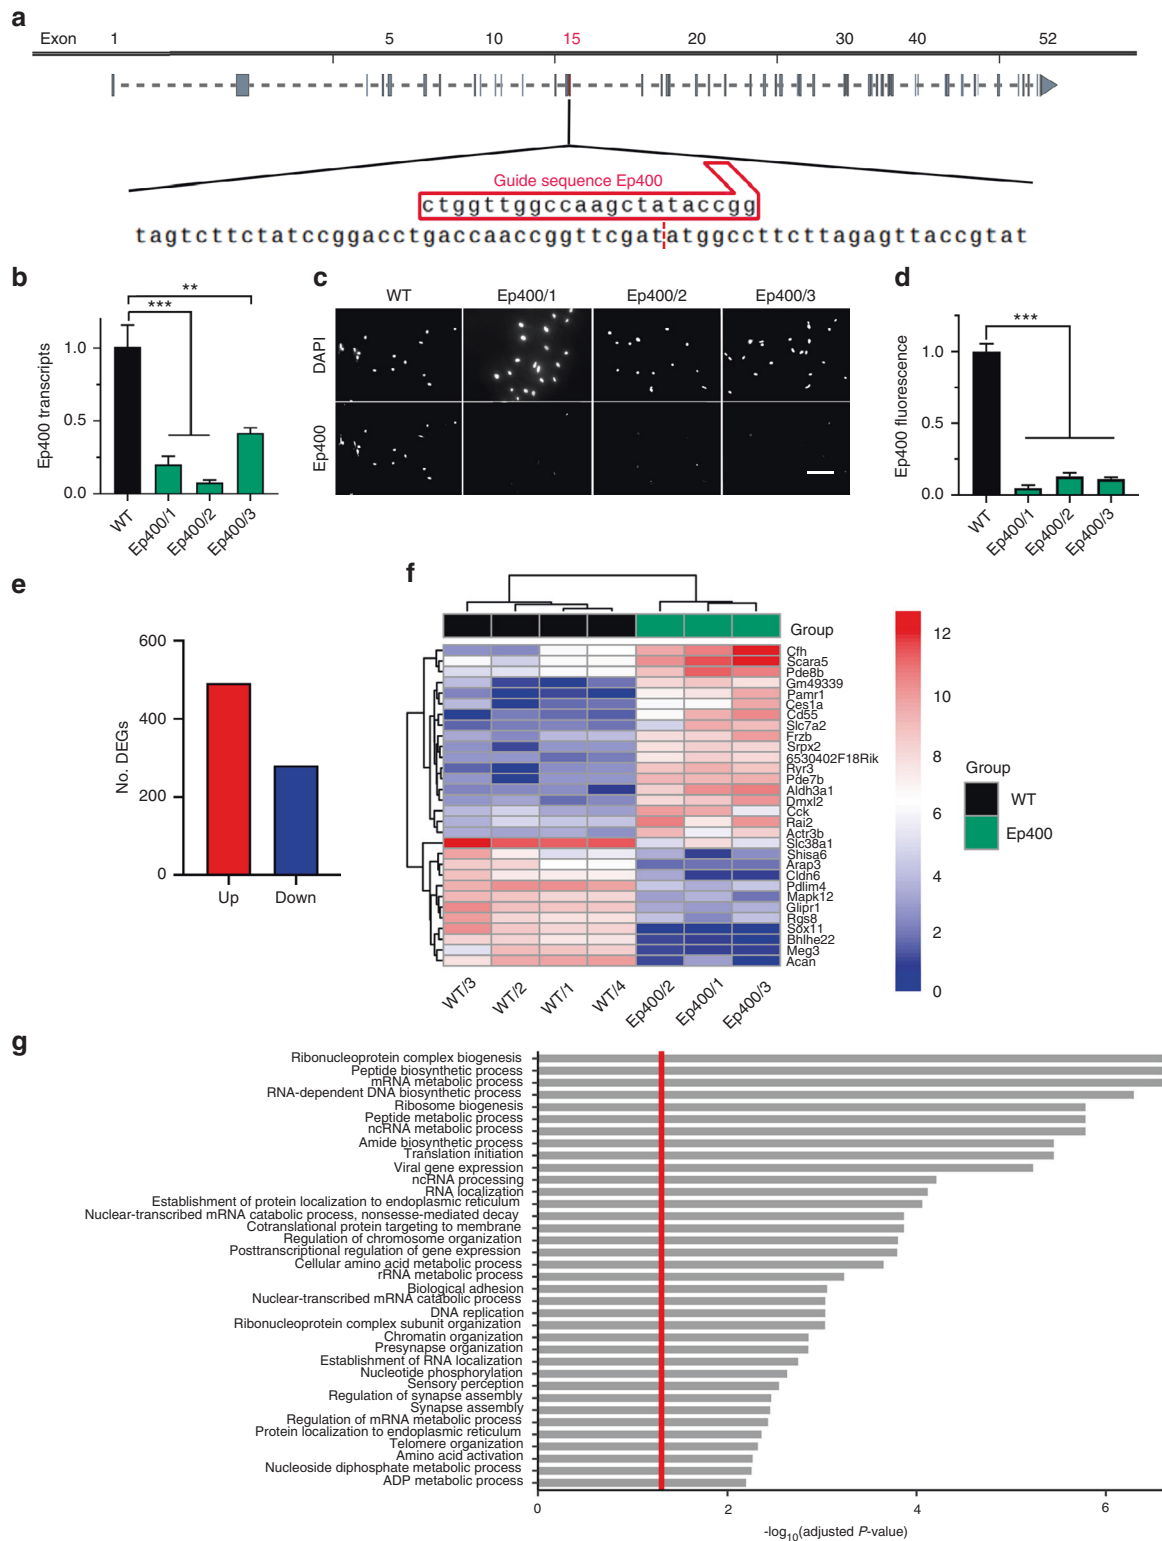 a
Exon 1 5 10 15 20 30 40 52
Guide sequence Ep400
ctggttggccaagctataccgg
tagtcttctatccggacctgaccaaccggttcgatatggccttcttagagttaccgtat
b
**
***
Ep400 transcripts
1.0
0.5
0.0
WT
Ep400/1
Ep400/2
Ep400/3
c
WT Ep400/1 Ep400/2 Ep400/3
DAPI
Ep400
d
***
Ep400 fluorescence
1.0
0.5
0.0
WT
Ep400/1
Ep400/2
Ep400/3
e
No. DEGs
600
400
200
0
Up Down
f
Group
Cfh
Scara5
Pde8b
Gm49339
Pamr1
Ces1a
Cd55
Slc7a2
Frzb
Srpx2
6530402F18Rik
Ryr3
Pde7b
Aldh3a1
Dmxl2
Cck
Rai2
Actr3b
Slc38a1
Shisa6
Arap3
Cldn6
Pdlim4
Mapk12
Glipr1
Rgs8
Sox11
Bhlhe22
Meg3
Acan
WT/3
WT/2
WT/1
WT/4
Ep400/2
Ep400/1
Ep400/3
12
10
8
6
4
2
0
Group
WT
Ep400
g
Ribonucleoprotein complex biogenesis
Peptide biosynthetic process
mRNA metabolic process
RNA-dependent DNA biosynthetic process
Ribosome biogenesis
Peptide metabolic process
ncRNA metabolic process
Amide biosynthetic process
Translation initiation
Viral gene expression
ncRNA processing
RNA localization
Establishment of protein localization to endoplasmic reticulum
Nuclear-transcribed mRNA catabolic process, nonsesse-mediated decay
Cotranslational protein targeting to membrane
Regulation of chromosome organization
Posttranscriptional regulation of gene expression
Cellular amino acid metabolic process
rRNA metabolic process
Biological adhesion
Nuclear-transcribed mRNA catabolic process
DNA replication
Ribonucleoprotein complex subunit organization
Chromatin organization
Presynapse organization
Establishment of RNA localization
Nucleotide phosphorylation
Sensory perception
Regulation of synapse assembly
Synapse assembly
Regulation of mRNA metabolic process
Protein localization to endoplasmic reticulum
Telomere organization
Amino acid activation
Nucleoside diphosphate metabolic process
ADP metabolic process
0 2 4 6
-log10(adjusted P-value)